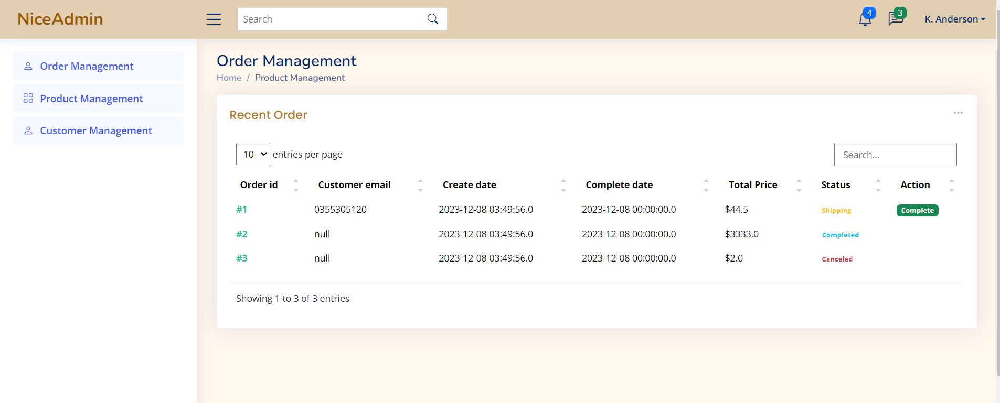 NiceAdmin
Search
4
3
K. Anderson
Order Management
Product Management
Customer Management
Order Management
Home / Product Management
Recent Order
10 entries per page
Search...
Order id Customer email Create date Complete date Total Price Status Action
#1 0355305120 2023-12-08 03:49:56.0 2023-12-08 00:00:00.0 $44.5 Shipping Complete
#2 null 2023-12-08 03:49:56.0 2023-12-08 00:00:00.0 $3333.0 Completed
#3 null 2023-12-08 03:49:56.0 2023-12-08 00:00:00.0 $2.0 Canceled
Showing 1 to 3 of 3 entries